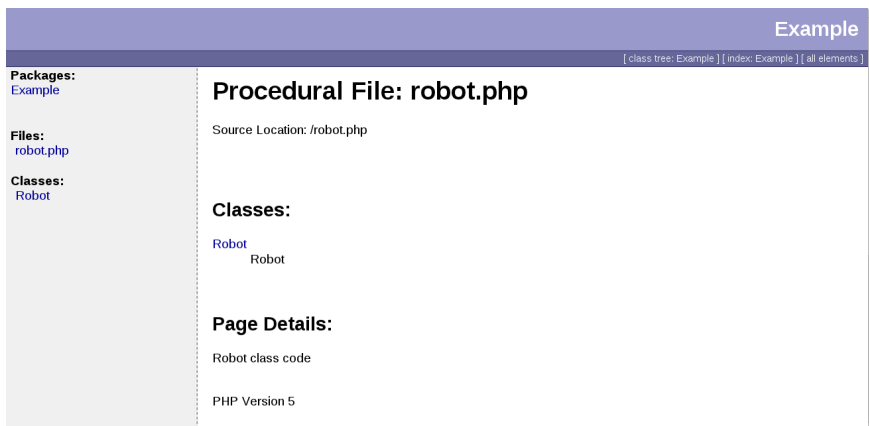 Example
[ class tree: Example ] [ index: Example ] [ all elements ]
Packages:
Example
Files:
robot.php
Classes:
Robot
Procedural File: robot.php
Source Location: /robot.php
Classes:
Robot
Robot
Page Details:
Robot class code
PHP Version 5